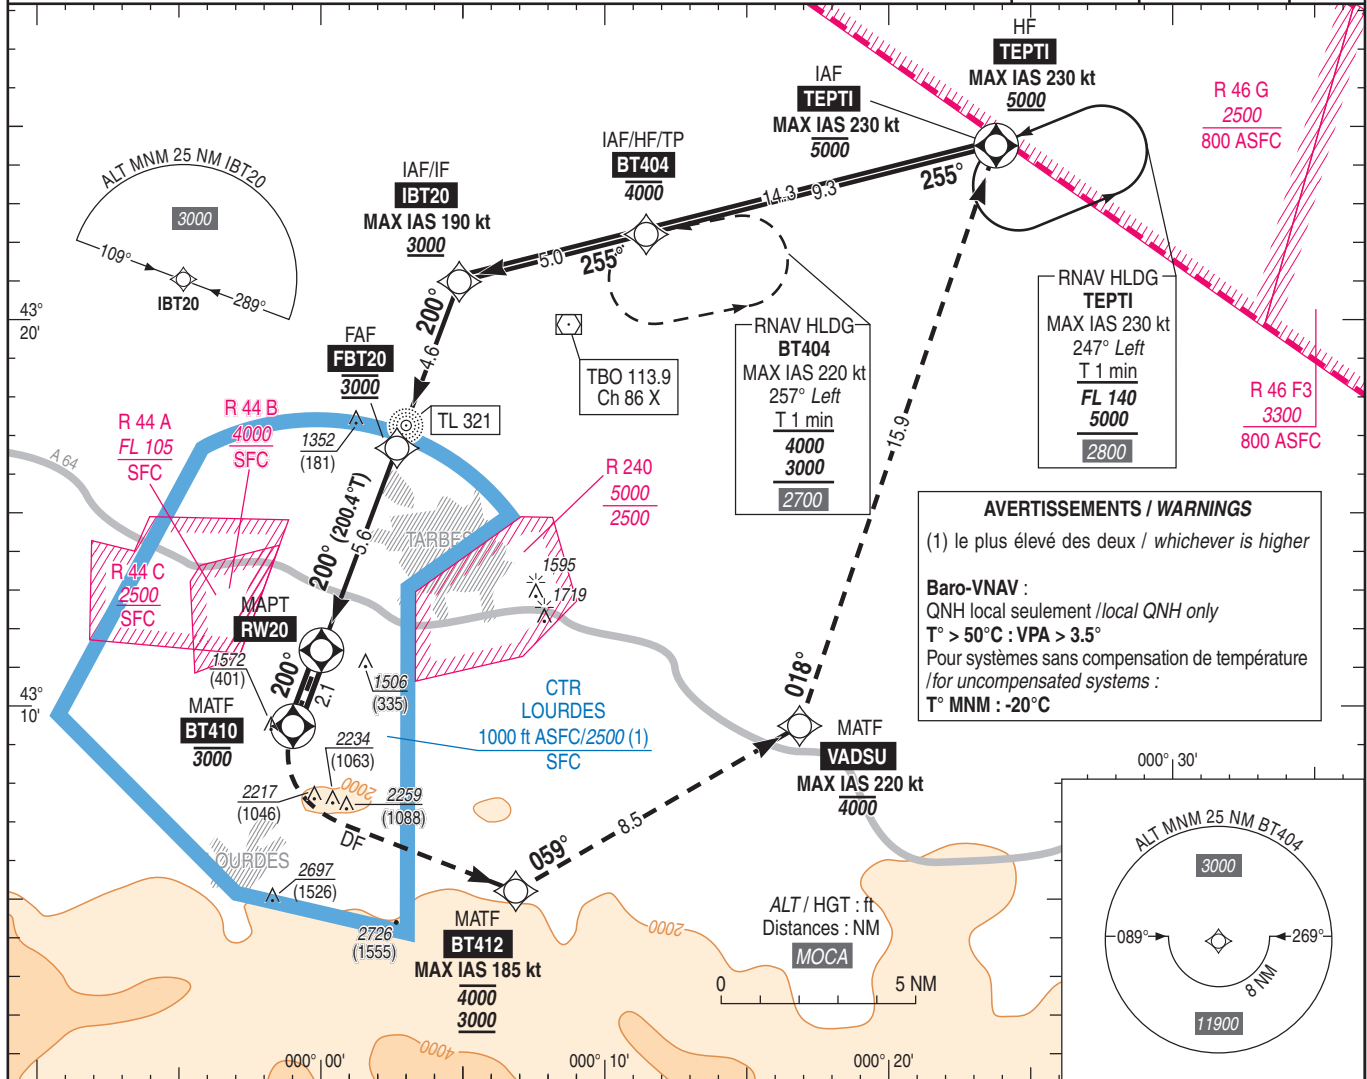 HF
TEPTI
MAX IAS 230 kt
5000
IAF
TEPTI
MAX IAS 230 kt
5000
R 46 G
2500
800 ASFC
IAF/HF/TP
BT404
4000
IAF/IF
IBT20
MAX IAS 190 kt
3000
ALT MNM 25 NM IBT20
3000
109°
289°
IBT20
255°
14.3
9.3
5.0
255°
200°
4.6
43°
20'
RNAV HLDG
TEPTI
MAX IAS 230 kt
247° Left
T 1 min
FL 140
5000
2800
RNAV HLDG
BT404
MAX IAS 220 kt
257° Left
T 1 min
4000
3000
2700
TBO 113.9
Ch 86 X
FAF
FBT20
3000
TL 321
R 46 F3
3300
800 ASFC
R 44 A
FL 105
SFC
R 44 B
4000
SFC
1352
(181)
A 64
15.9
R 240
5000
2500
200° (200.4°T)
5.6
TARBES
1595
1719
R 44 C
2500
SFC
AVERTISSEMENTS / WARNINGS
(1) le plus élevé des deux / whichever is higher
Baro-VNAV :
QNH local seulement /local QNH only
T° > 50°C : VPA > 3.5°
Pour systèmes sans compensation de température
/for uncompensated systems :
T° MNM : -20°C
MAPT
RW20
1572
(401)
200°
2.1
1506
(335)
43°
10'
MATF
BT410
3000
CTR
LOURDES
1000 ft ASFC/2500 (1)
SFC
018°
MATF
VADSU
MAX IAS 220 kt
4000
2234
(1063)
2217
(1046)
2000
2259
(1088)
DF
8.5
059°
LOURDES
2697
(1526)
2726
(1555)
MATF
BT412
MAX IAS 185 kt
4000
3000
2000
ALT / HGT : ft
Distances : NM
MOCA
0
5 NM
4000
000° 00'
000° 10'
000° 20'
000° 30'
ALT MNM 25 NM BT404
3000
089°
269°
8 NM
11900